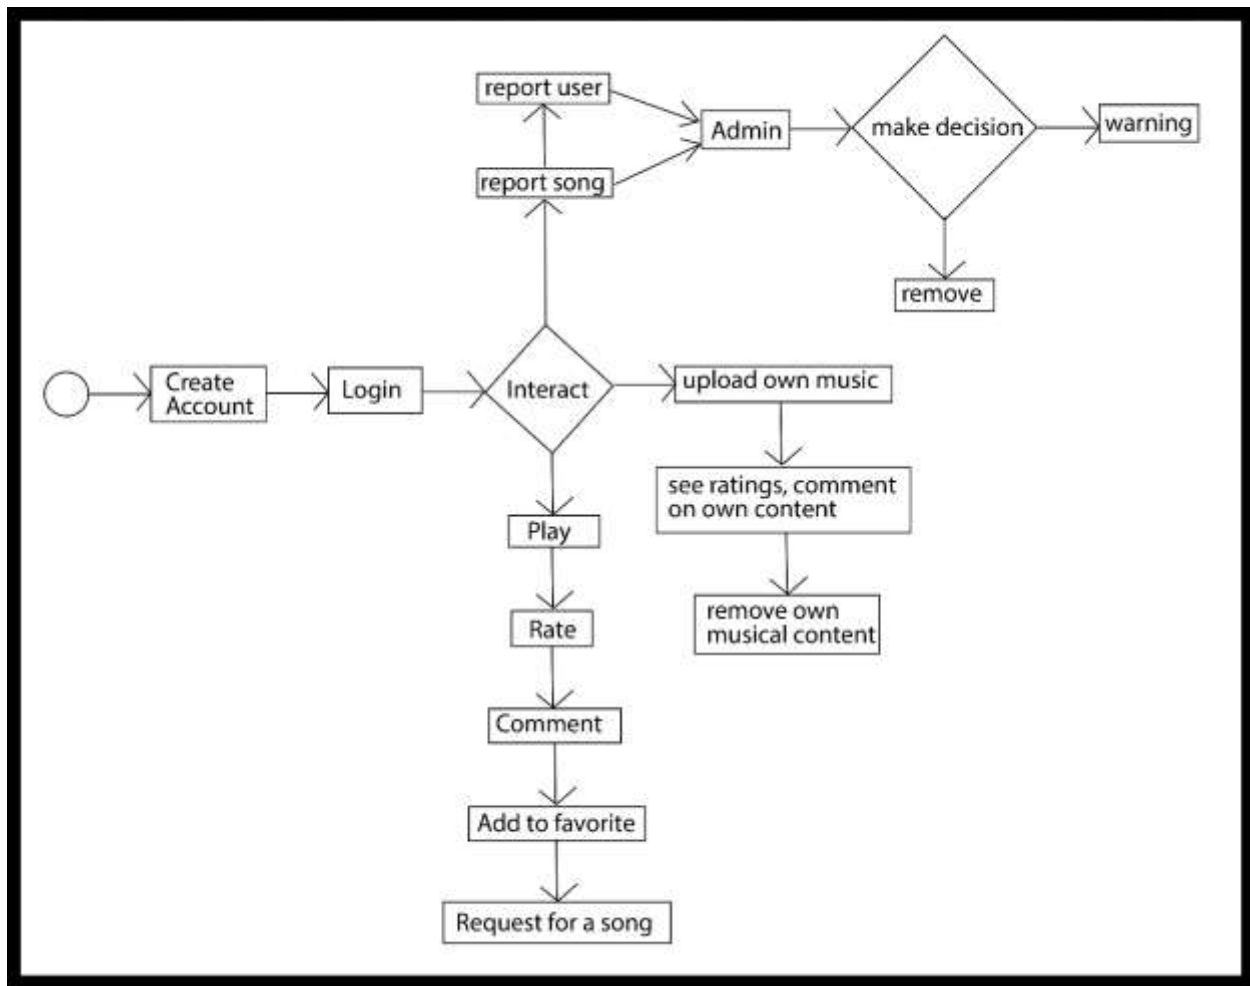 report user
Admin
make decision
warning
report song
remove
Create
Account
Login
Interact
upload own music
see ratings, comment
on own content
Play
remove own
musical content
Rate
Comment
Add to favorite
Request for a song